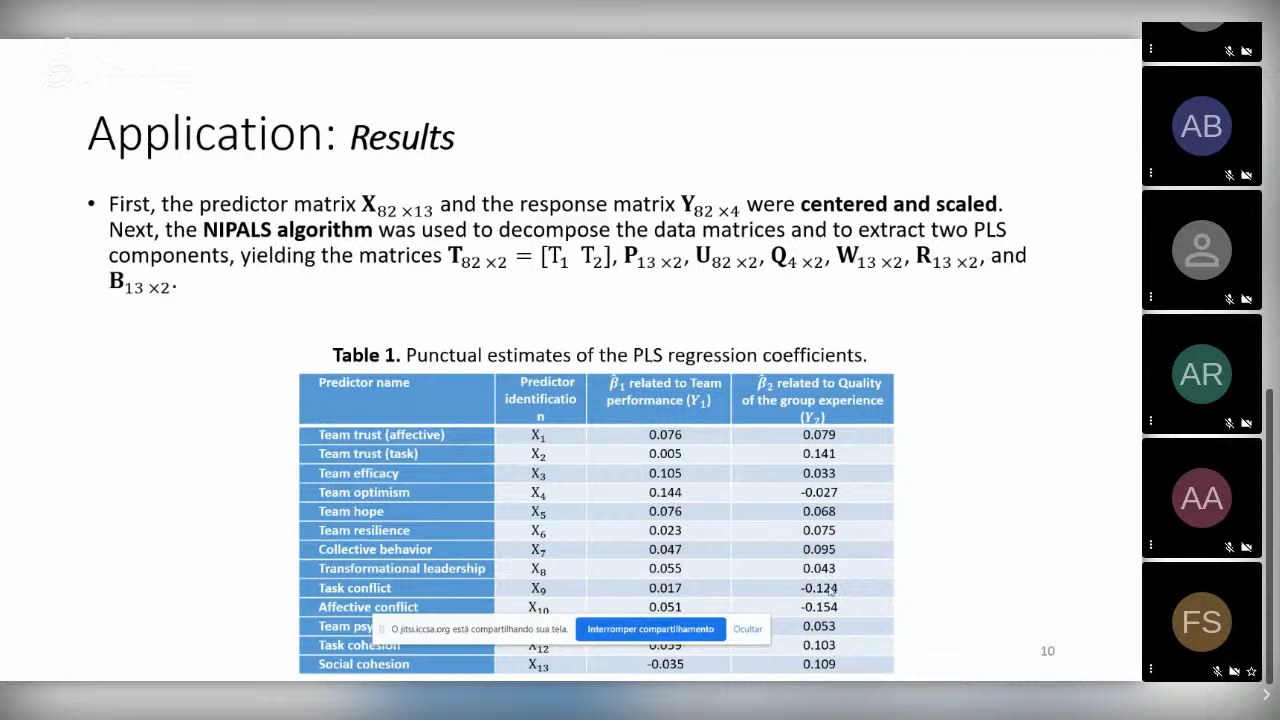 Application: Results
• First, the predictor matrix X82 ×13 and the response matrix Y82 ×4 were centered and scaled.
Next, the NIPALS algorithm was used to decompose the data matrices and to extract two PLS
components, yielding the matrices T82 ×2 = [T1 T2], P13 ×2, U82 ×2, Q4 ×2, W13 ×2, R13 ×2, and
B13 ×2.
Table 1. Punctual estimates of the PLS regression coefficients.
Predictor name Predictor identificatio n β̂1 related to Team performance (Y1) β̂2 related to Quality of the group experience (Y2)
Team trust (affective) X1 0.076 0.079
Team trust (task) X2 0.005 0.141
Team efficacy X3 0.105 0.033
Team optimism X4 0.144 -0.027
Team hope X5 0.076 0.068
Team resilience X6 0.023 0.075
Collective behavior X7 0.047 0.095
Transformational leadership X8 0.055 0.043
Task conflict X9 0.017 -0.124
Affective conflict X10 0.051 -0.154
Team psy 0.053
O jitsi.iccsa.org está compartilhando sua tela. Interromper compartilhamento Ocultar
Task cohesion X12 0.103
Social cohesion X13 -0.035 0.109
10
AB
AR
AA
FS